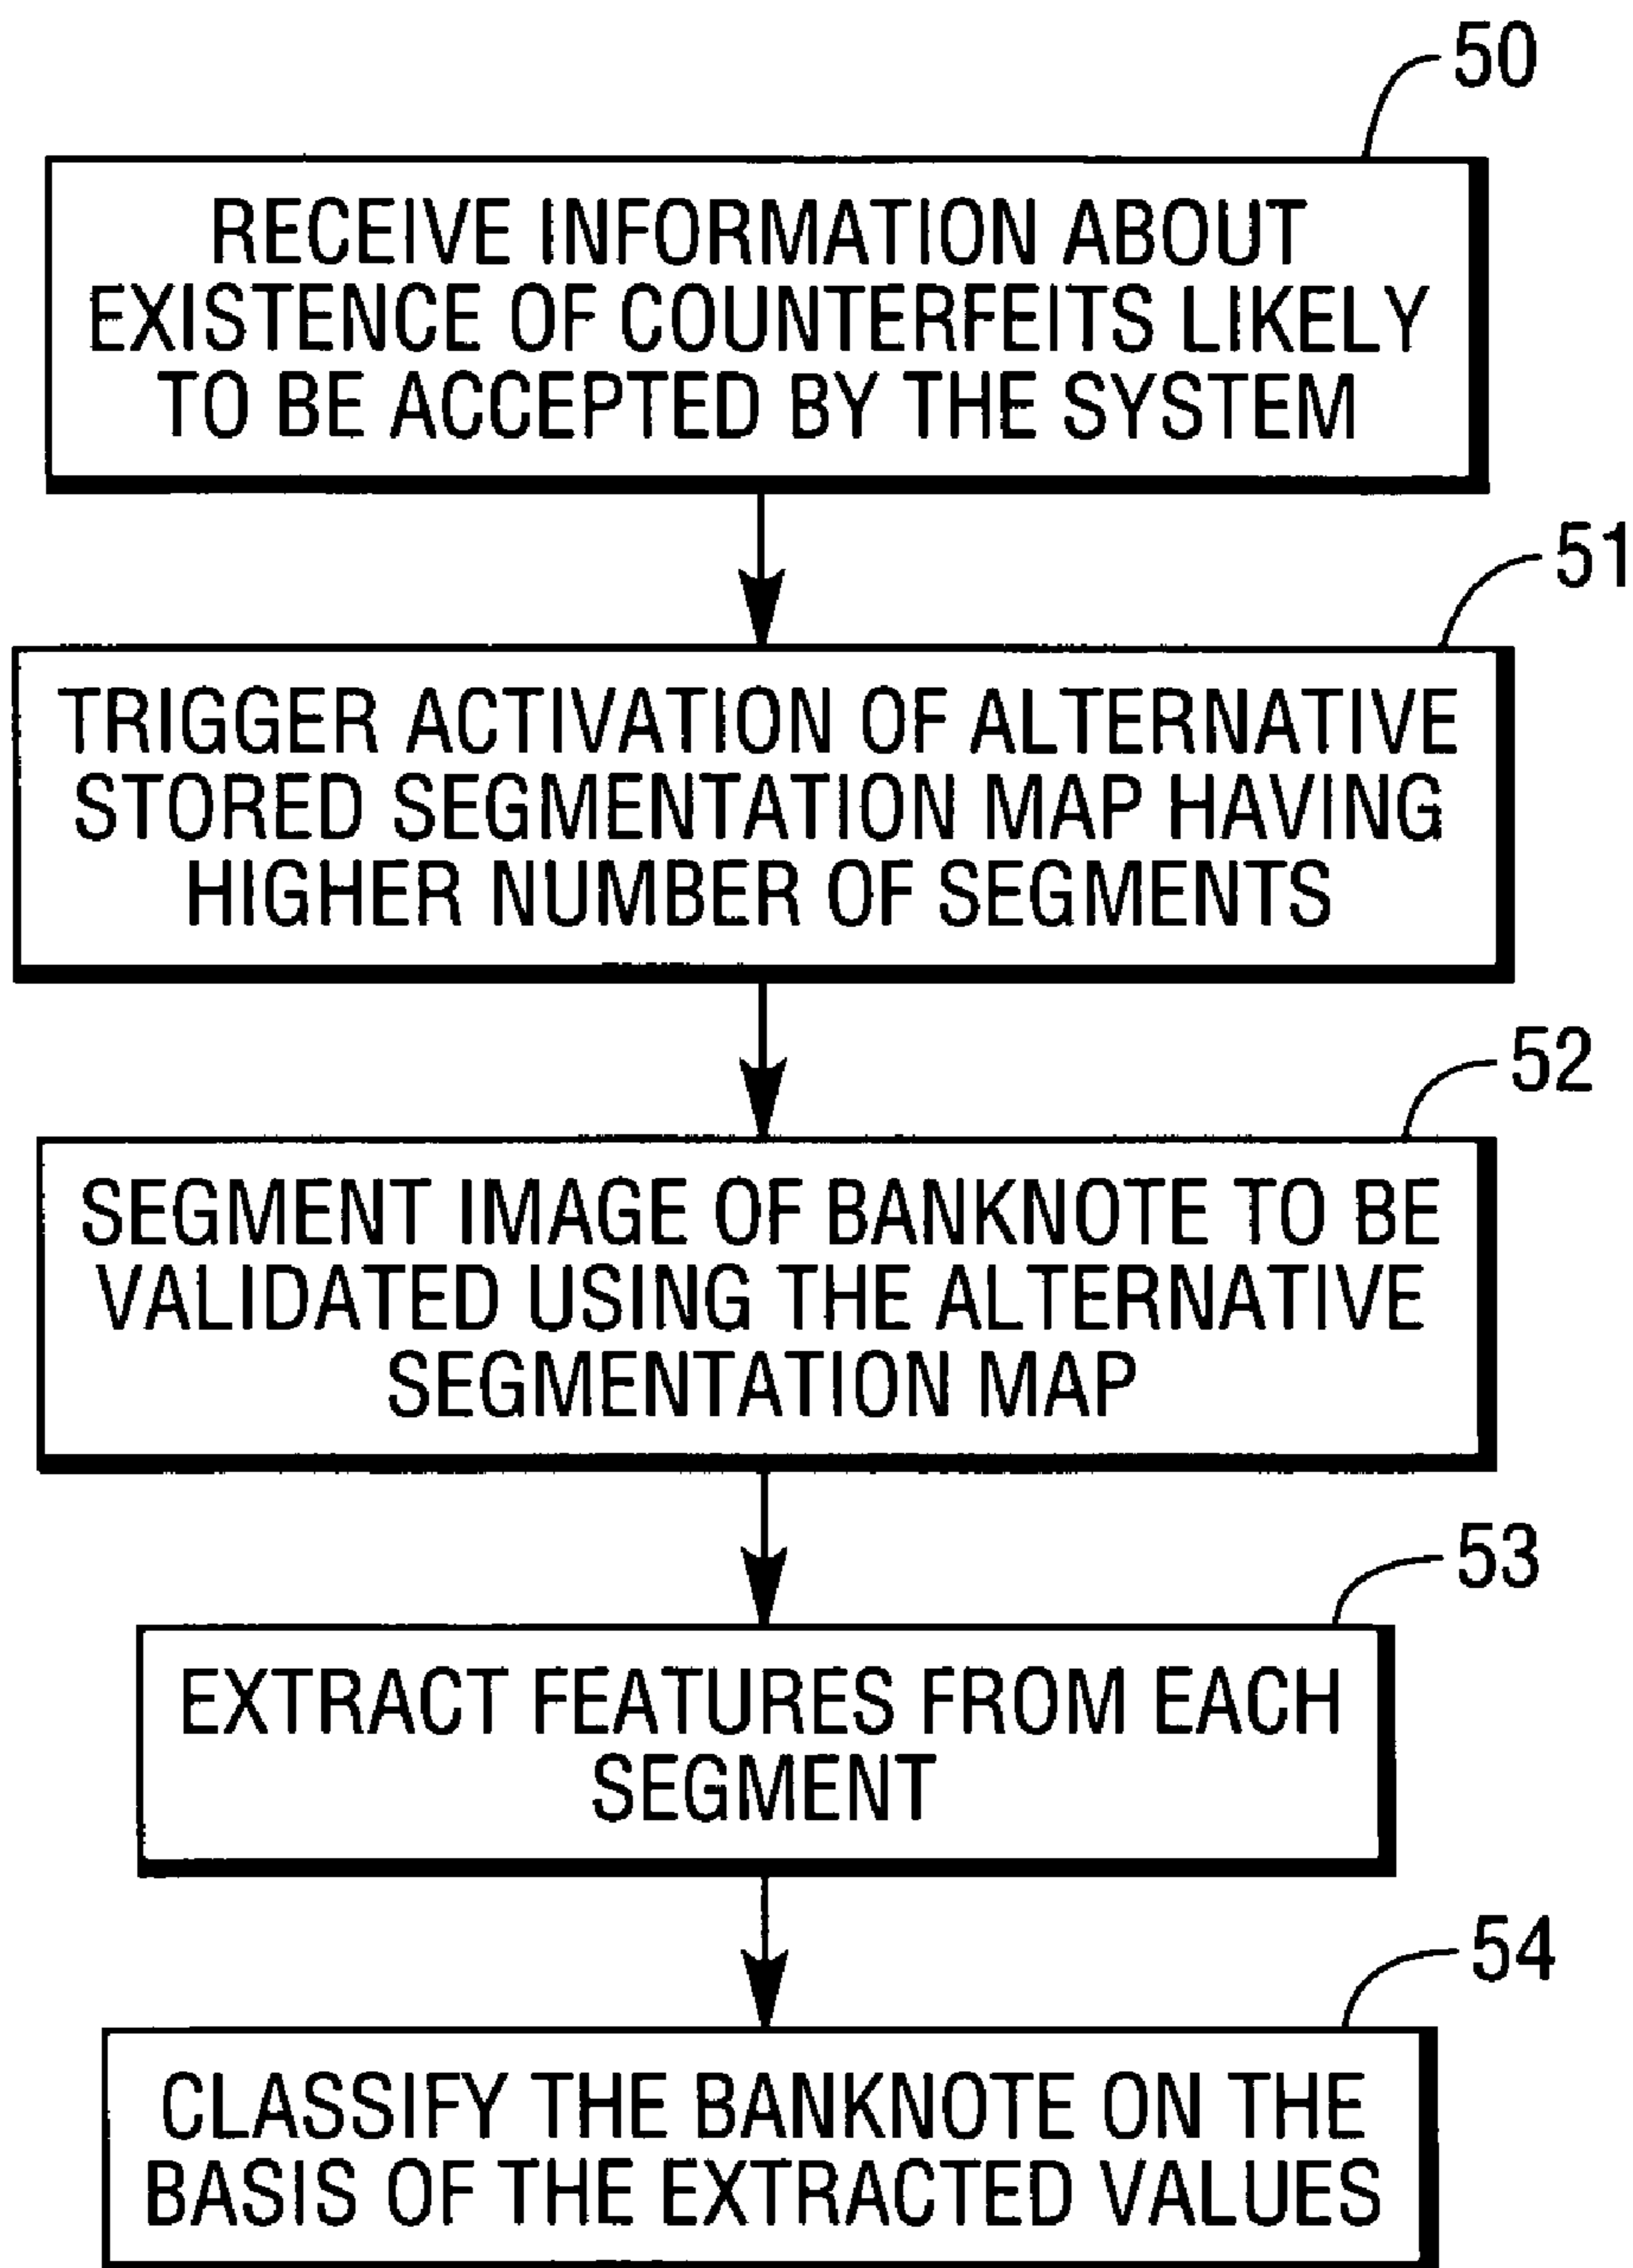 50
RECEIVE INFORMATION ABOUT
EXISTENCE OF COUNTERFEITS LIKELY
TO BE ACCEPTED BY THE SYSTEM
51
TRIGGER ACTIVATION OF ALTERNATIVE
STORED SEGMENTATION MAP HAVING
HIGHER NUMBER OF SEGMENTS
52
SEGMENT IMAGE OF BANKNOTE TO BE
VALIDATED USING THE ALTERNATIVE
SEGMENTATION MAP
53
EXTRACT FEATURES FROM EACH
SEGMENT
54
CLASSIFY THE BANKNOTE ON THE
BASIS OF THE EXTRACTED VALUES